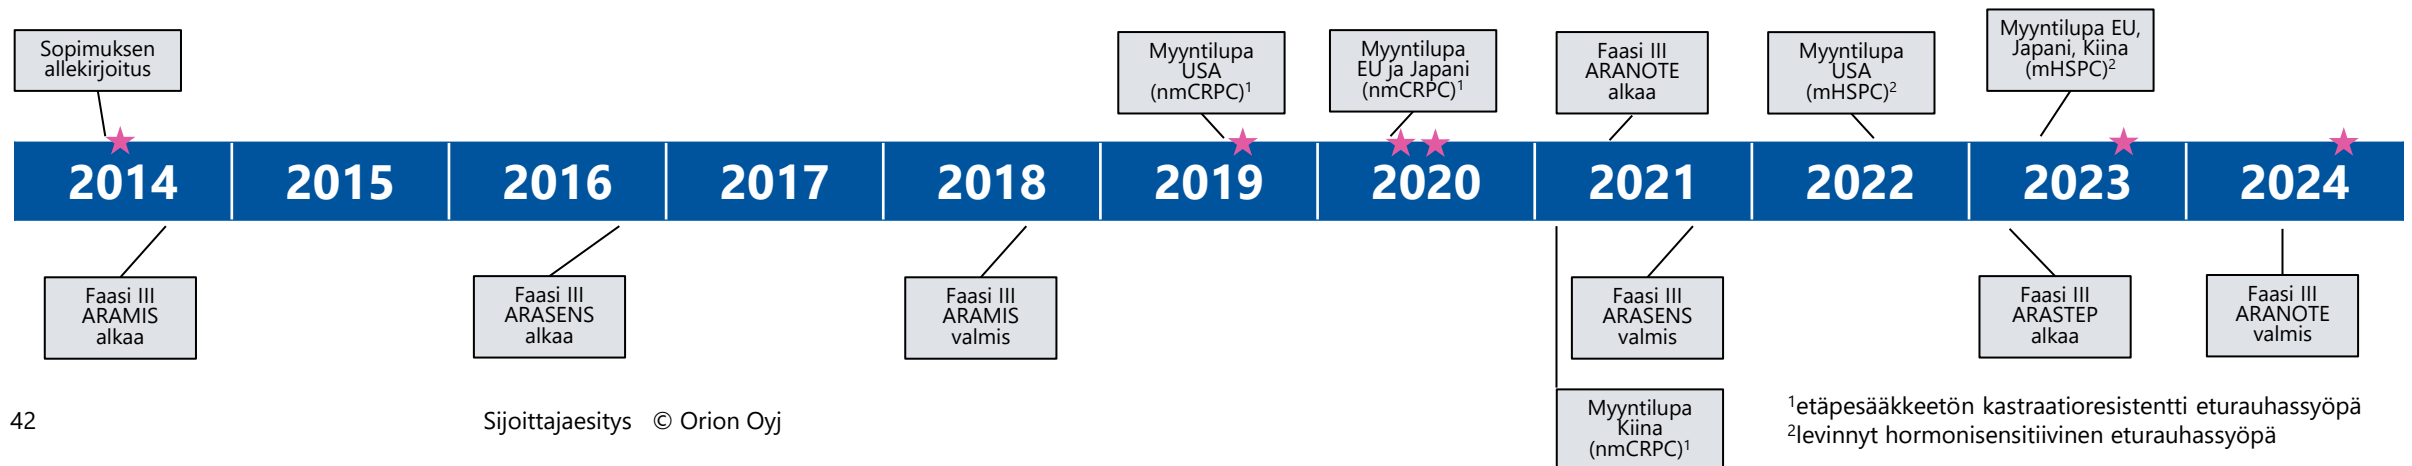 Sopimuksen
allekirjoitus
Myyntilupa
USA
(nmCRPC)¹
Myyntilupa
EU ja Japani
(nmCRPC)¹
Faasi III
ARANOTE
alkaa
Myyntilupa
USA
(mHSPC)²
Myyntilupa EU,
Japani, Kiina
(mHSPC)²
2014 2015 2016 2017 2018 2019 2020 2021 2022 2023 2024
Faasi III
ARAMIS
alkaa
Faasi III
ARASENS
alkaa
Faasi III
ARAMIS
valmis
Faasi III
ARASENS
valmis
Faasi III
ARASTEP
alkaa
Faasi III
ARANOTE
valmis
Myyntilupa
Kiina
(nmCRPC)¹
¹etäpesääkkeetön kastraatioresistentti eturauhassyöpä
²levinnyt hormonisensitiivinen eturauhassyöpä
42 Sijoittajaesitys © Orion Oyj